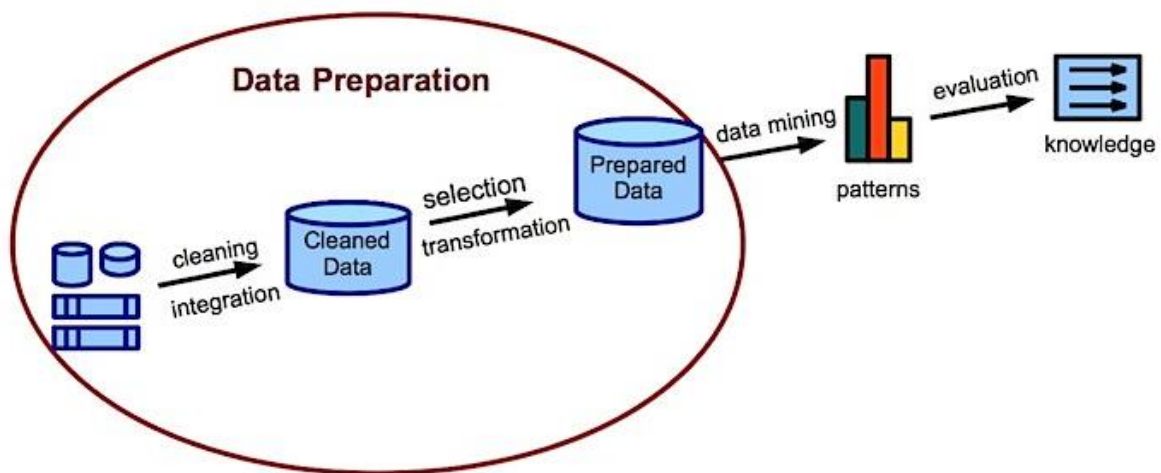 Data Preparation
cleaning
integration
Cleaned
Data
selection
transformation
Prepared
Data
data mining
patterns
evaluation
knowledge